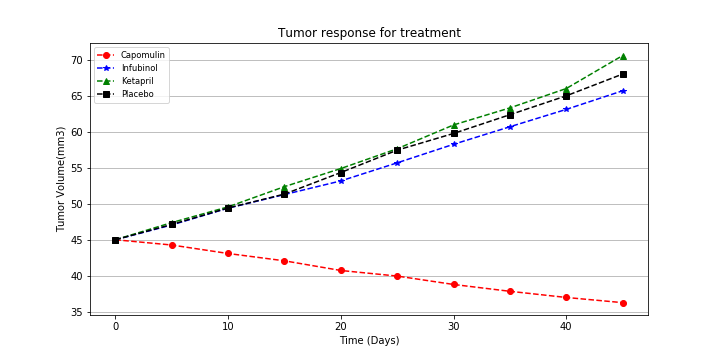 Tumor response for treatment
Capomulin
Infubinol
Ketapril
Placebo
Tumor Volume(mm3)
70
65
60
55
50
45
40
35
0 10 20 30 40
Time (Days)